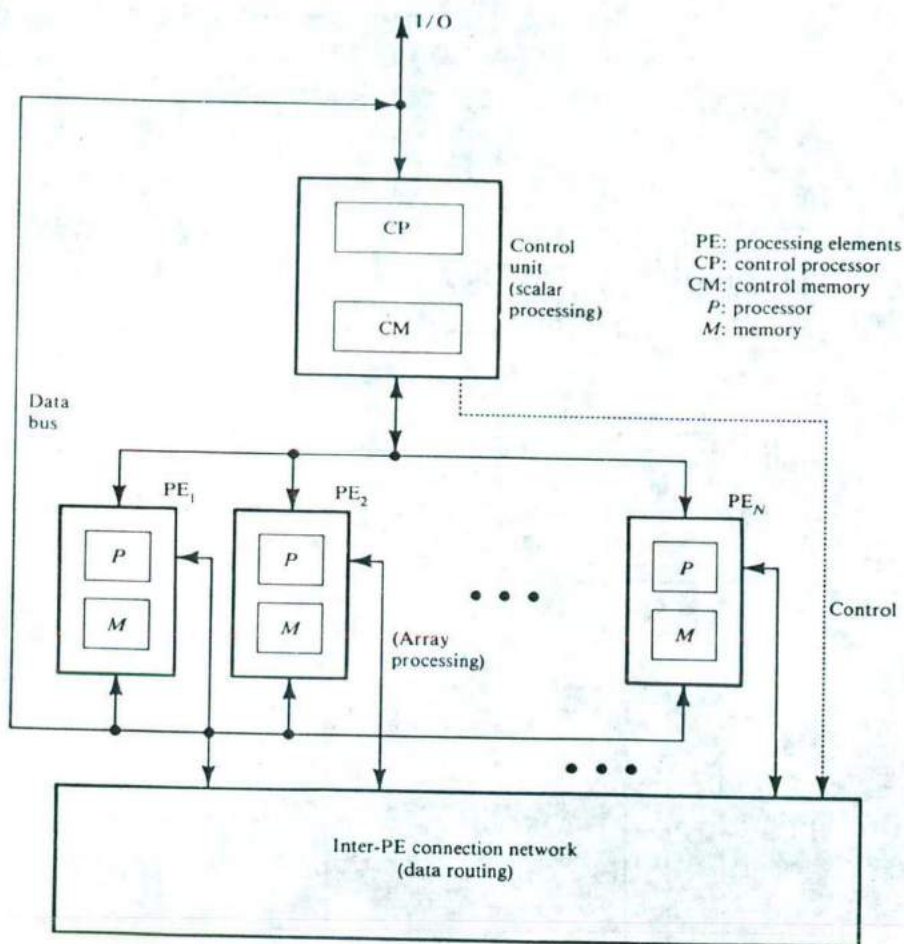 I/O
CP
CM
Control
unit
(scalar
processing)
PE: processing elements
CP: control processor
CM: control memory
P: processor
M: memory
Data
bus
PE₁
PE₂
PE_N
P
M
P
M
P
M
(Array
processing)
Control
Inter-PE connection network
(data routing)